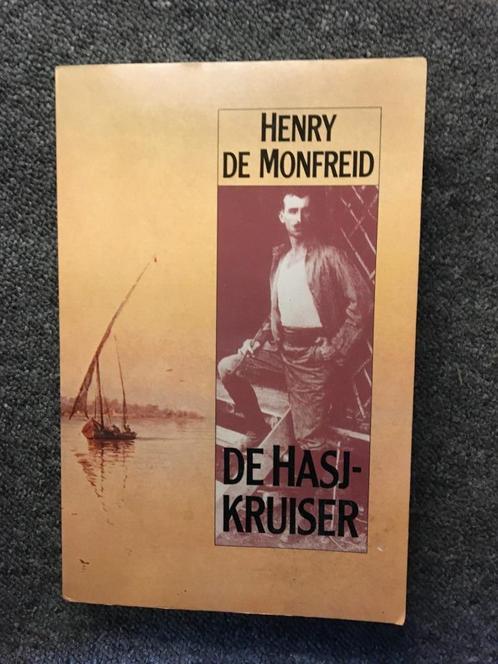 HENRY
DE MONFREID
DE HASJ-
KRUISER